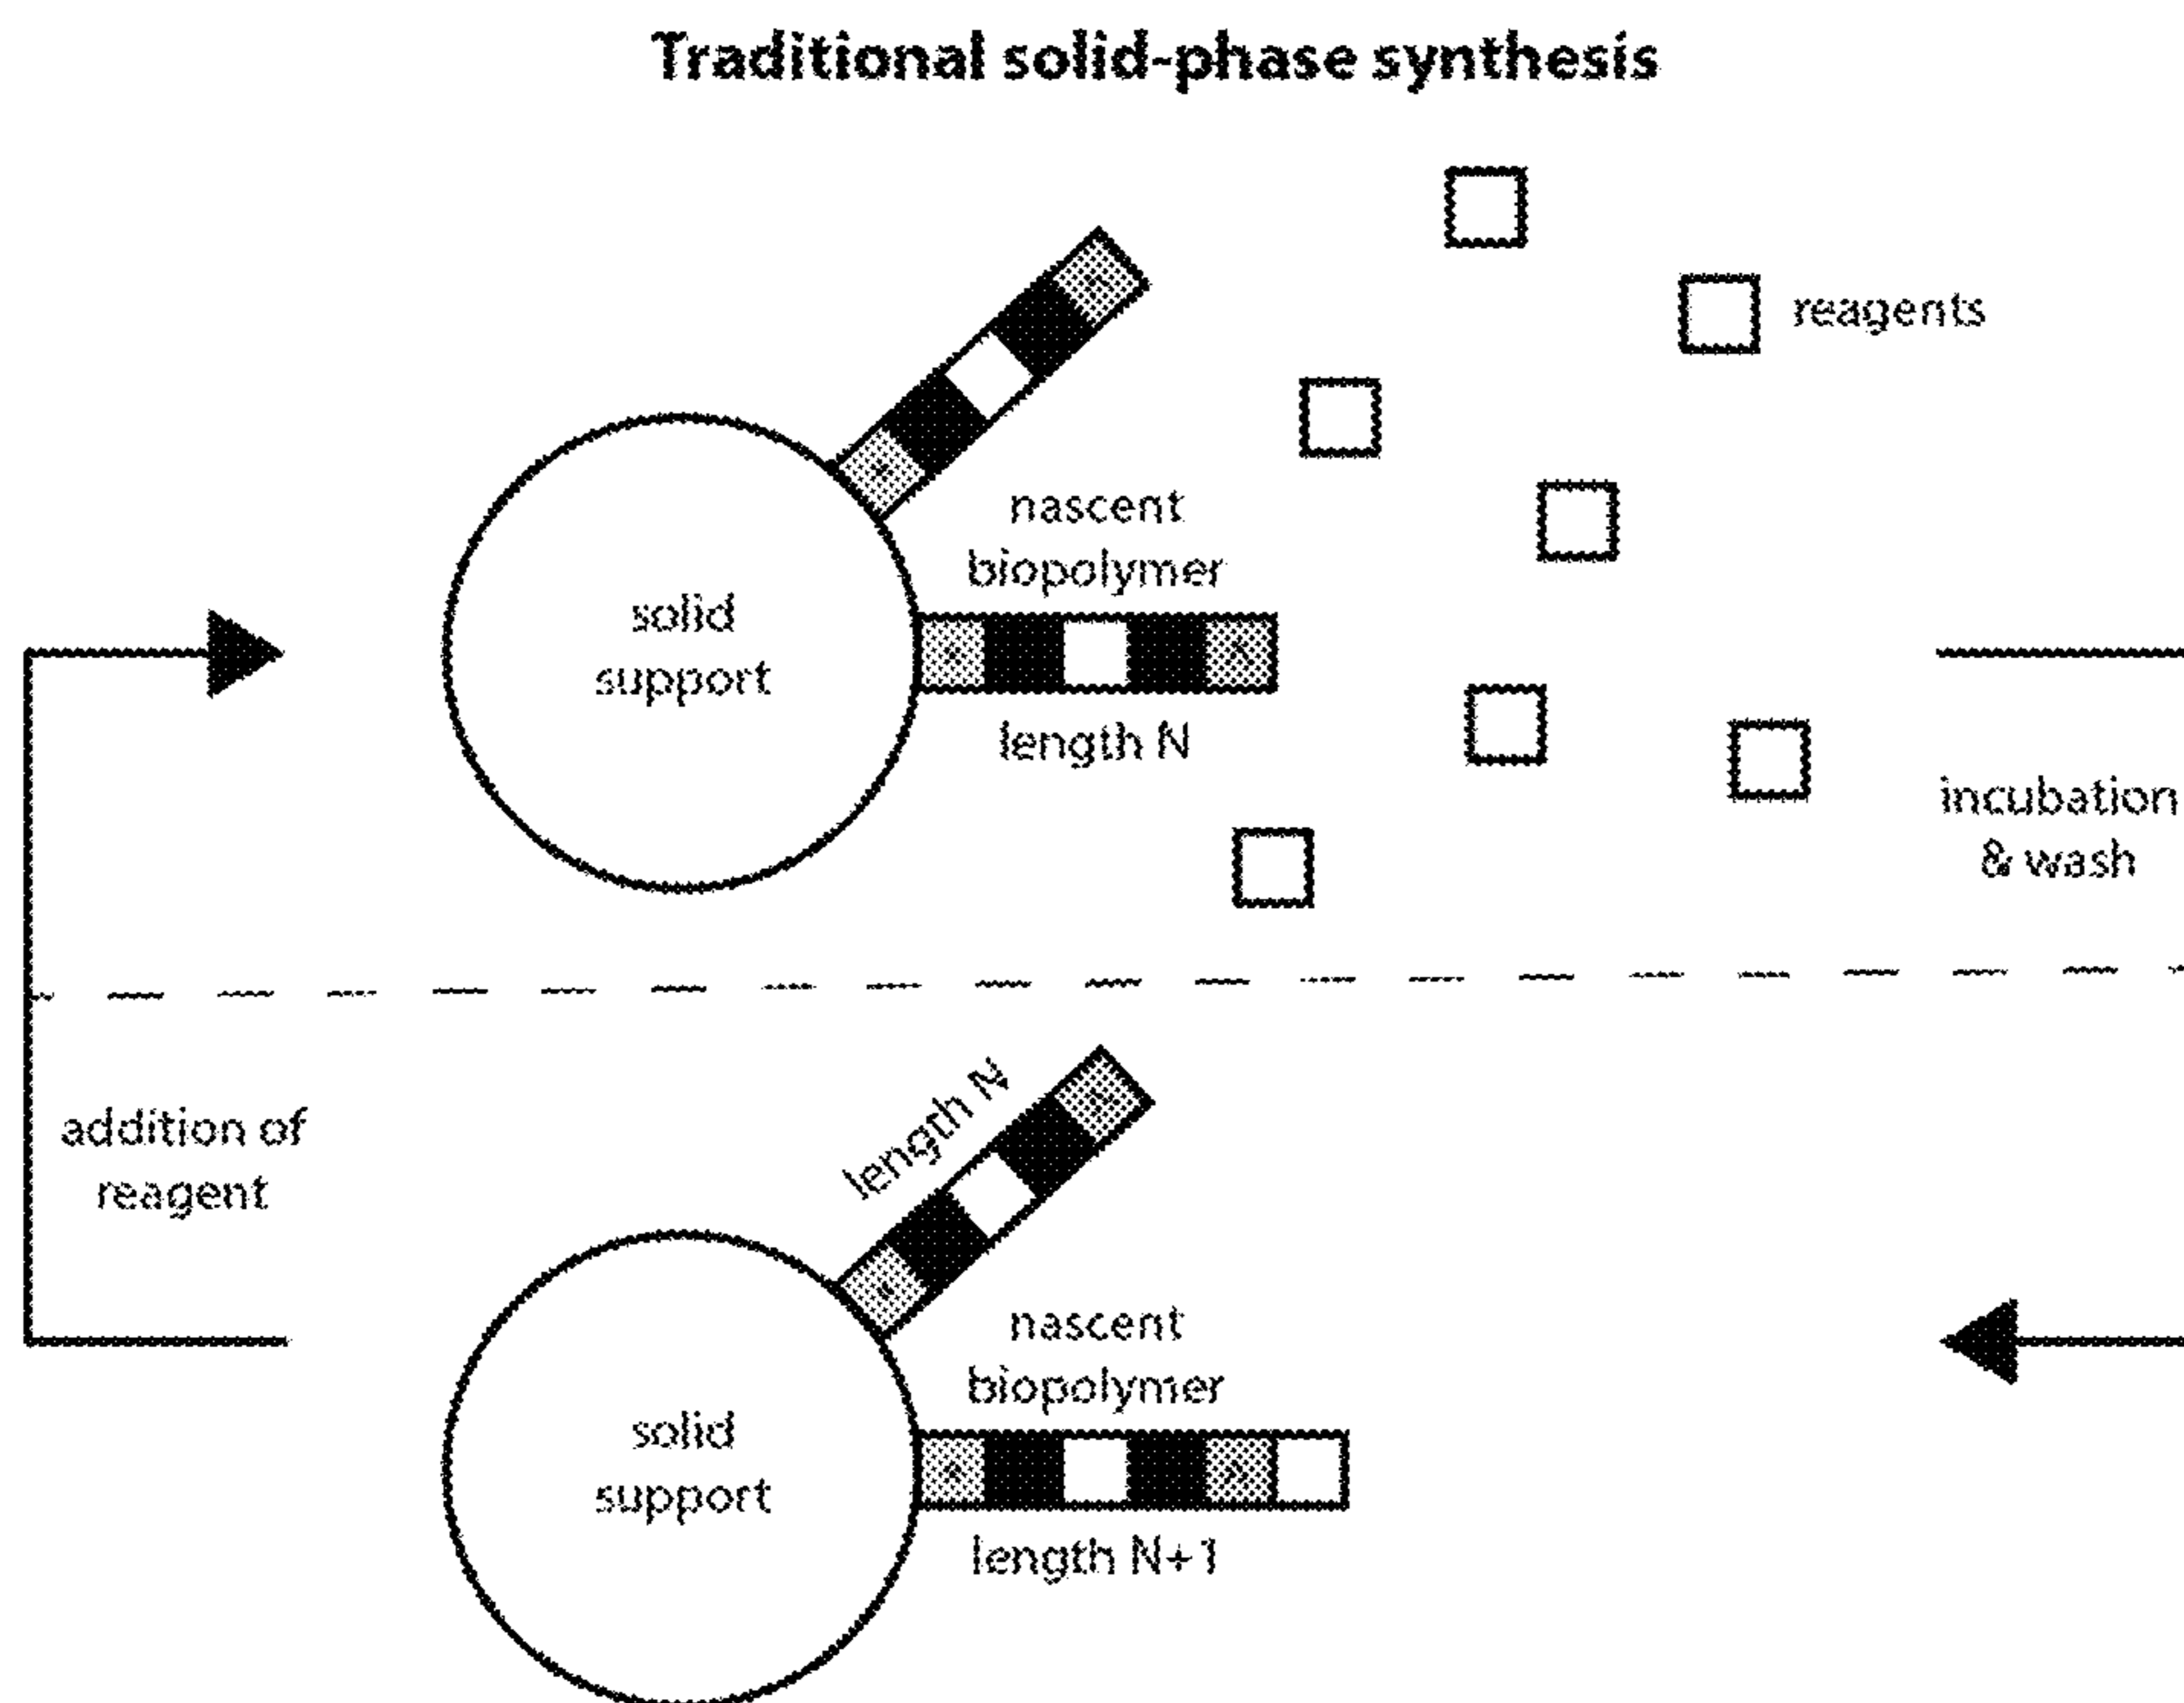 Traditional solid-phase synthesis
reagents
nascent
biopolymer
solid
support
length N
incubation
& wash
length N
addition of
reagent
nascent
biopolymer
solid
support
length N+1